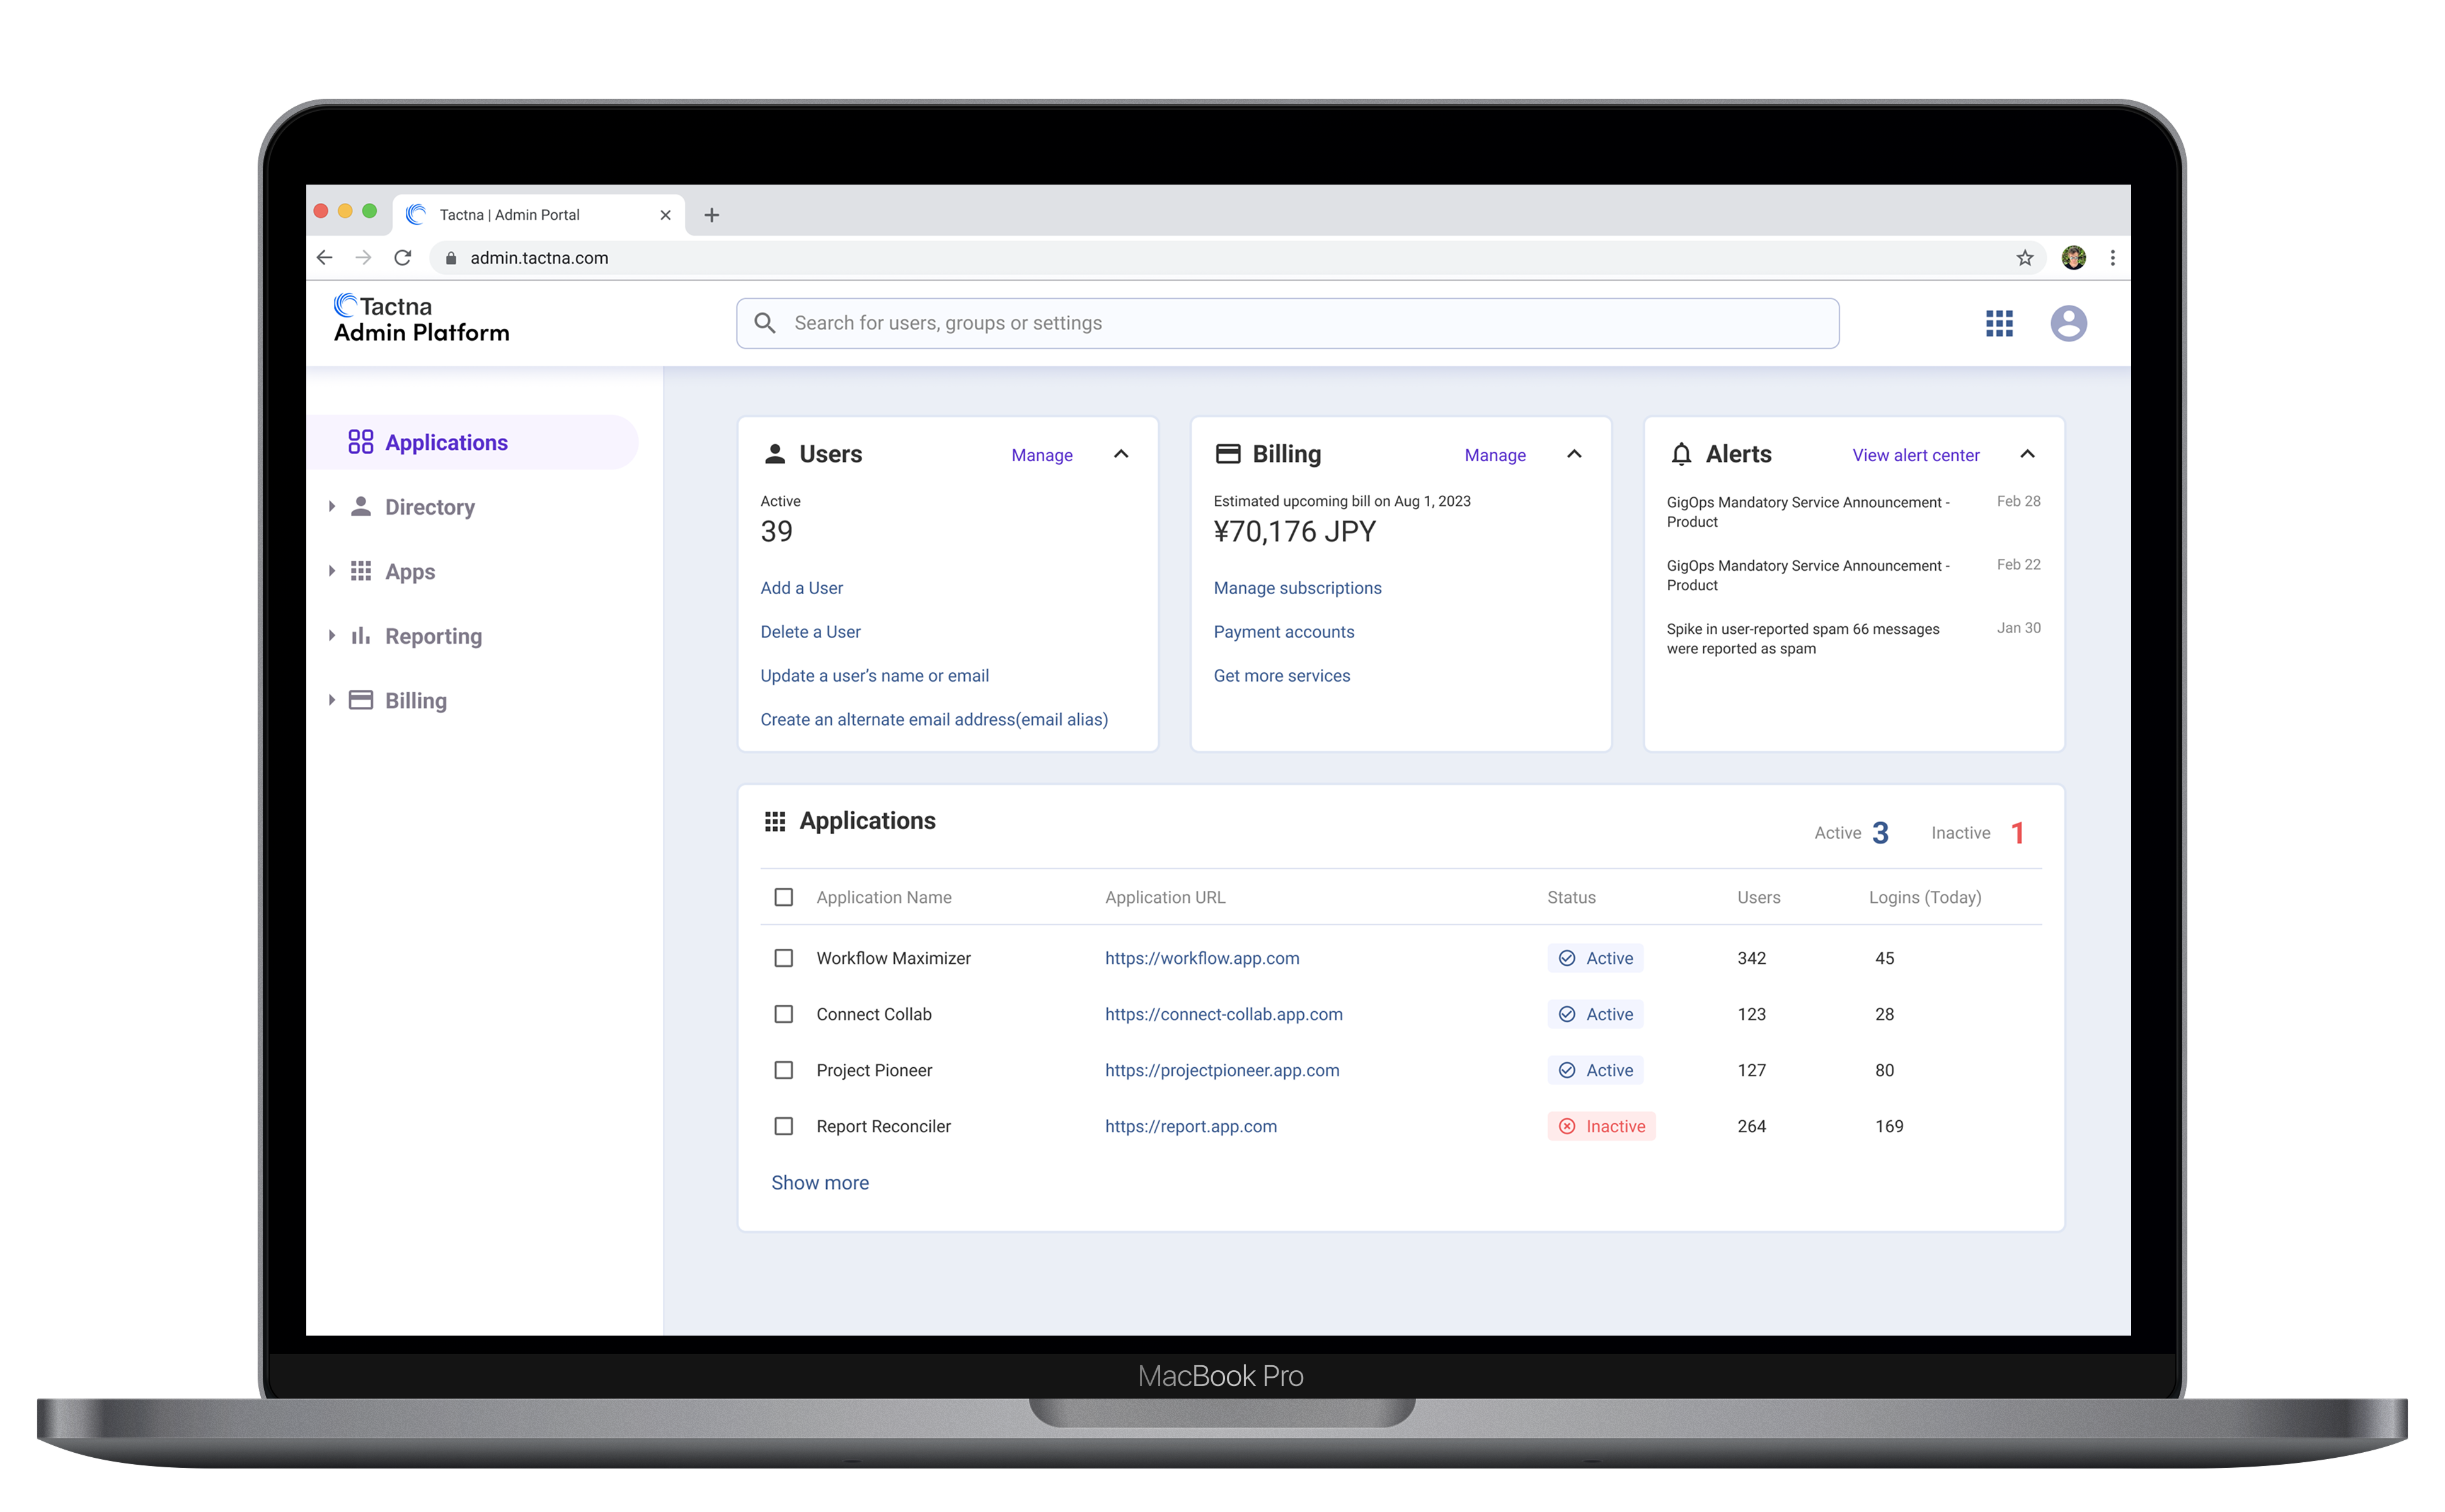 Tactna | Admin Portal
admin.tactna.com
Tactna
Admin Platform
Search for users, groups or settings
Applications
Directory
Apps
Reporting
Billing
Users
Manage
Active
39
Add a User
Delete a User
Update a user’s name or email
Create an alternate email address(email alias)
Billing
Manage
Estimated upcoming bill on Aug 1, 2023
¥70,176 JPY
Manage subscriptions
Payment accounts
Get more services
Alerts
View alert center
GigOps Mandatory Service Announcement -
Product
Feb 28
GigOps Mandatory Service Announcement -
Product
Feb 22
Spike in user-reported spam 66 messages
were reported as spam
Jan 30
Applications
Active 3 Inactive 1
Application Name Application URL Status Users Logins (Today)
Workflow Maximizer https://workflow.app.com Active 342 45
Connect Collab https://connect-collab.app.com Active 123 28
Project Pioneer https://projectpioneer.app.com Active 127 80
Report Reconciler https://report.app.com Inactive 264 169
Show more
MacBook Pro